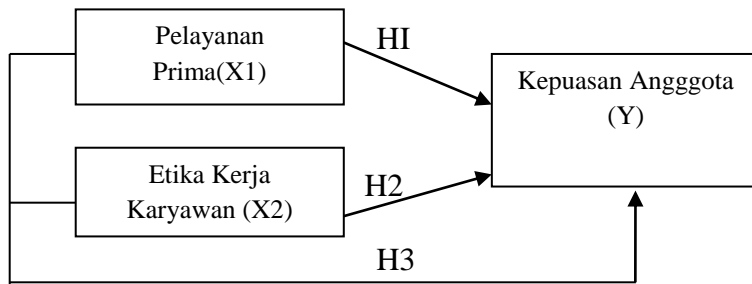 Pelayanan
Prima(X1)
HI
Kepuasan Angggota
(Y)
Etika Kerja
Karyawan (X2)
H2
H3